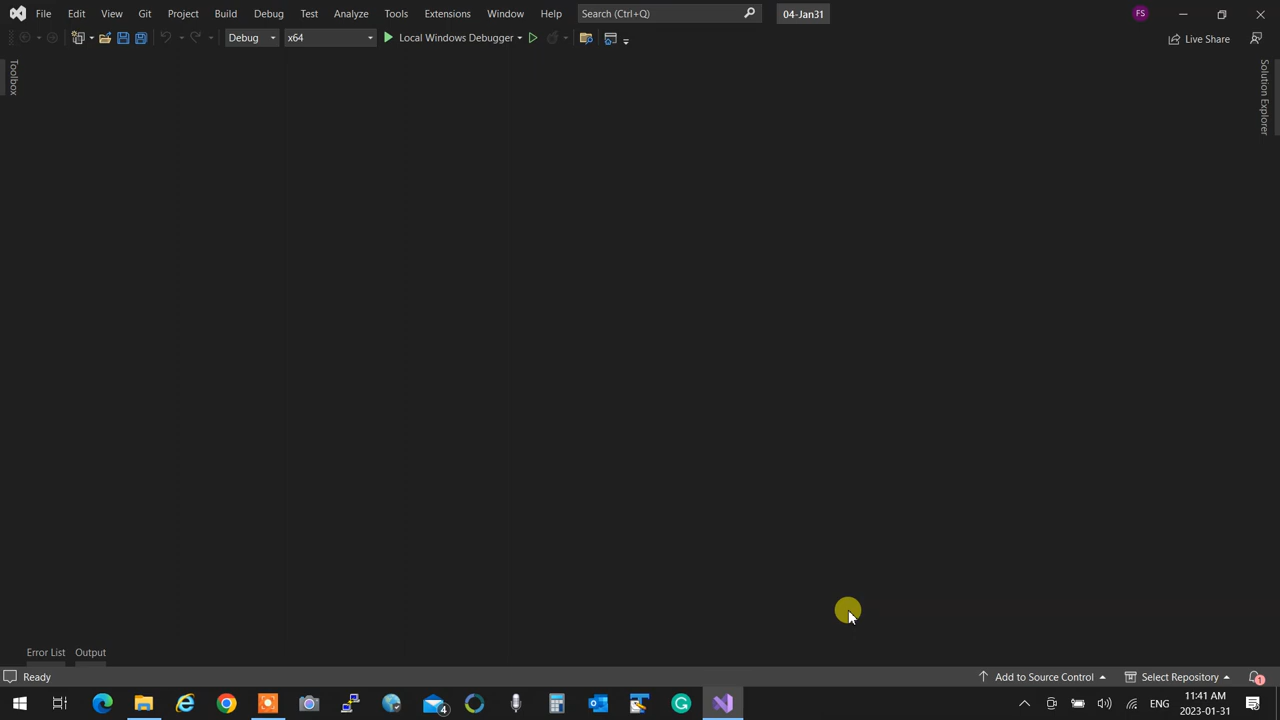 File Edit View Git Project Build Debug Test Analyze Tools Extensions Window Help Search (Ctrl+Q) 04-Jan31 FS
Debug x64 Local Windows Debugger Live Share
Toolbox
Solution Explorer
Error List Output
Ready Add to Source Control Select Repository 1
4 ENG 11:41 AM
2023-01-31